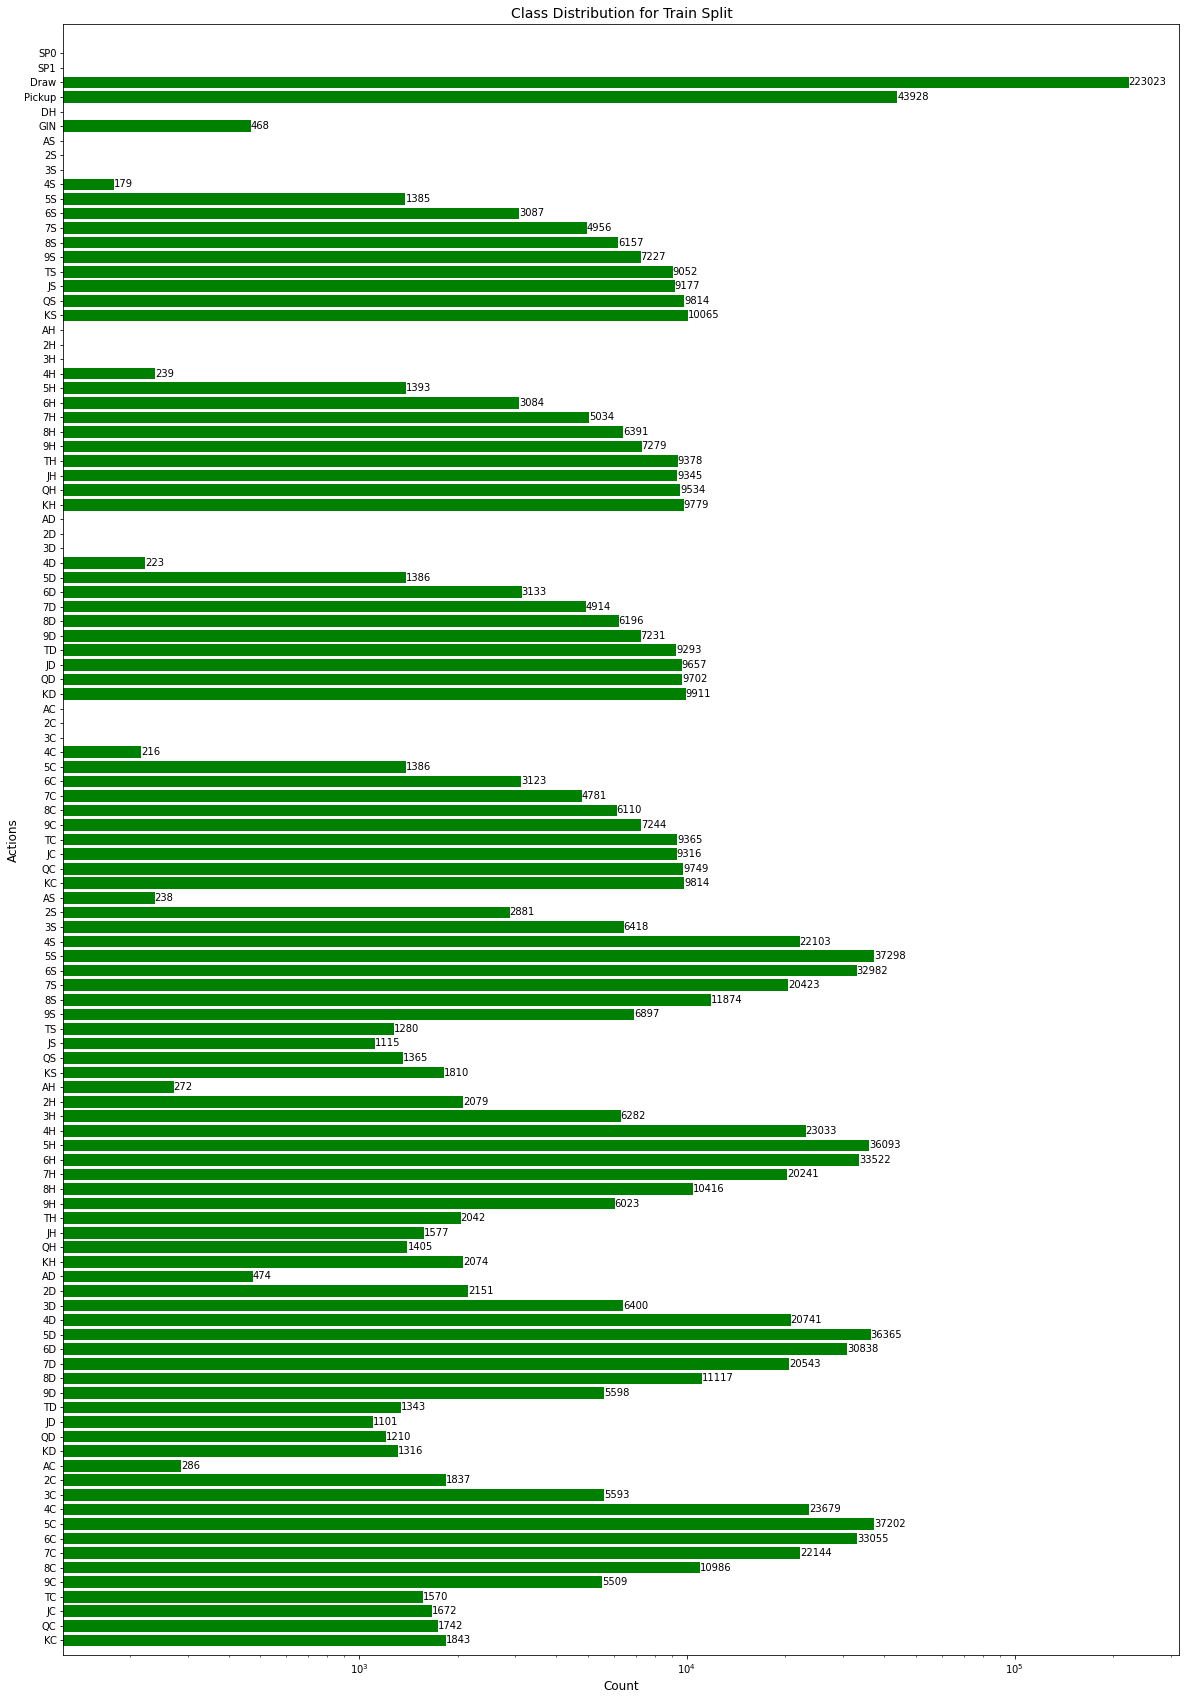 Class Distribution for Train Split
SP0
SP1
Draw 223023
Pickup 43928
DH
GIN 468
AS
2S
3S
4S 179
5S 1385
6S 3087
7S 4956
8S 6157
9S 7227
TS 9052
JS 9177
QS 9814
KS 10065
AH
2H
3H
4H 239
5H 1393
6H 3084
7H 5034
8H 6391
9H 7279
TH 9378
JH 9345
QH 9534
KH 9779
AD
2D
3D
4D 223
5D 1386
6D 3133
7D 4914
8D 6196
9D 7231
TD 9293
JD 9657
QD 9702
KD 9911
AC
2C
3C
4C 216
5C 1386
6C 3123
7C 4781
8C 6110
9C 7244
TC 9365
JC 9316
QC 9749
KC 9814
AS 238
2S 2881
3S 6418
4S 22103
5S 37298
6S 32982
7S 20423
8S 11874
9S 6897
TS 1280
JS 1115
QS 1365
KS 1810
AH 272
2H 2079
3H 6282
4H 23033
5H 36093
6H 33522
7H 20241
8H 10416
9H 6023
TH 2042
JH 1577
QH 1405
KH 2074
AD 474
2D 2151
3D 6400
4D 20741
5D 36365
6D 30838
7D 20543
8D 11117
9D 5598
TD 1343
JD 1101
QD 1210
KD 1316
AC 286
2C 1837
3C 5593
4C 23679
5C 37202
6C 33055
7C 22144
8C 10986
9C 5509
TC 1570
JC 1672
QC 1742
KC 1843
Actions
10³ 10⁴ 10⁵
Count